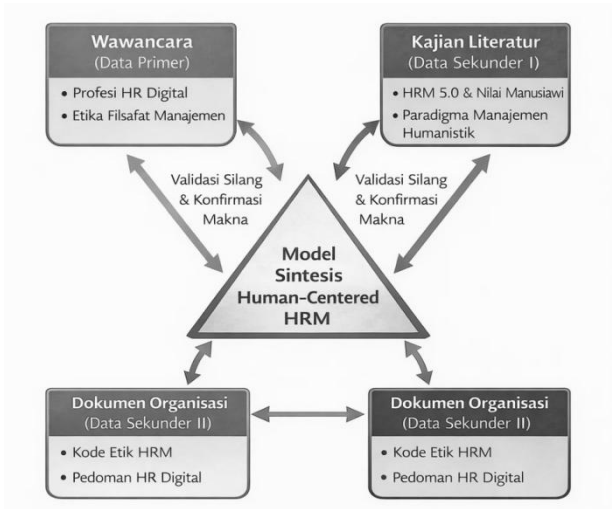 Wawancara
(Data Primer)
• Profesi HR Digital
• Etika Filsafat Manajemen
Kajian Literatur
(Data Sekunder I)
• HRM 5.0 & Nilai Manusiawi
• Paradigma Manajemen
Humanistik
Validasi Silang
& Konfirmasi
Makna
Validasi Silang
& Konfirmasi
Makna
Model
Sintesis
Human-Centered
HRM
Dokumen Organisasi
(Data Sekunder II)
• Kode Etik HRM
• Pedoman HR Digital
Dokumen Organisasi
(Data Sekunder II)
• Kode Etik HRM
• Pedoman HR Digital